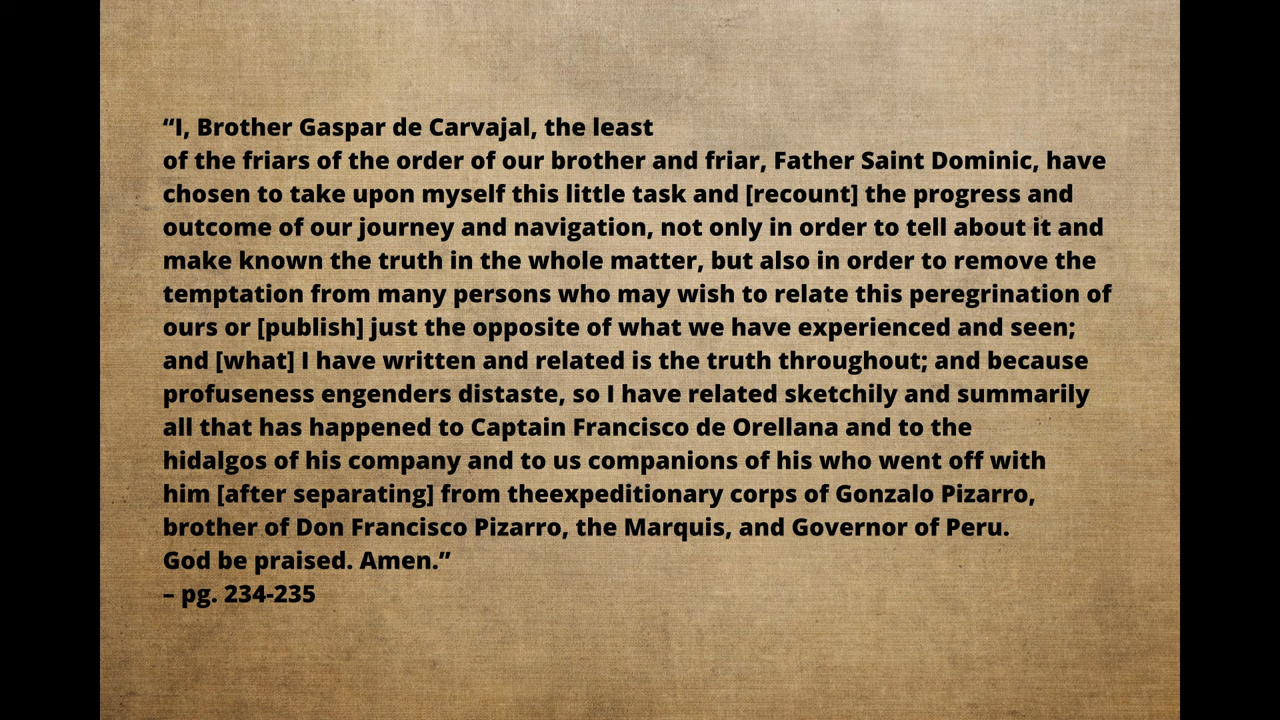 “I, Brother Gaspar de Carvajal, the least
of the friars of the order of our brother and friar, Father Saint Dominic, have
chosen to take upon myself this little task and [recount] the progress and
outcome of our journey and navigation, not only in order to tell about it and
make known the truth in the whole matter, but also in order to remove the
temptation from many persons who may wish to relate this peregrination of
ours or [publish] just the opposite of what we have experienced and seen;
and [what] I have written and related is the truth throughout; and because
profuseness engenders distaste, so I have related sketchily and summarily
all that has happened to Captain Francisco de Orellana and to the
hidalgos of his company and to us companions of his who went off with
him [after separating] from theexpeditionary corps of Gonzalo Pizarro,
brother of Don Francisco Pizarro, the Marquis, and Governor of Peru.
God be praised. Amen.”
– pg. 234-235